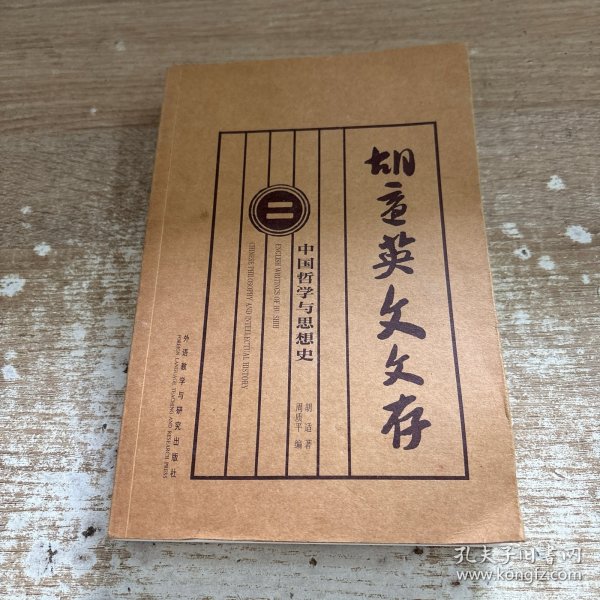 胡适英文文存
二
中国哲学与思想史
ENGLISH WRITINGS OF HU SHIH
CHINESE PHILOSOPHY AND INTELLECTUAL HISTORY
胡 适 著
周质平 编
外语教学与研究出版社
FOREIGN LANGUAGE TEACHING AND RESEARCH PRESS
孔夫子旧书网
www.kongfz.com